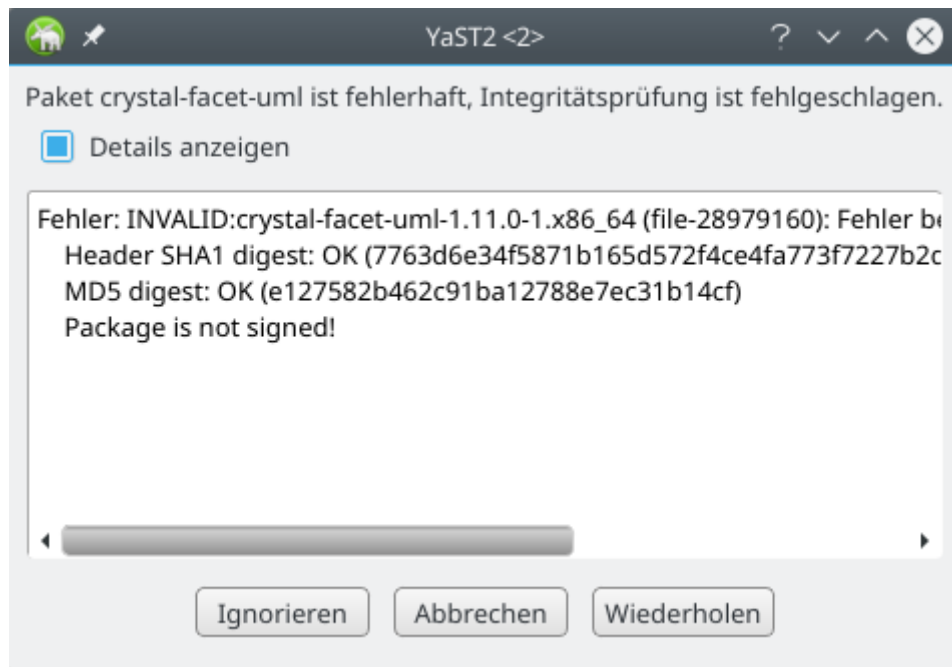 YaST2 <2>
Paket crystal-facet-uml ist fehlerhaft, Integritätsprüfung ist fehlgeschlagen.
Details anzeigen
Fehler: INVALID:crystal-facet-uml-1.11.0-1.x86_64 (file-28979160): Fehler
Header SHA1 digest: OK (7763d6e34f5871b165d572f4ce4fa773f7227b2c
MD5 digest: OK (e127582b462c91ba12788e7ec31b14cf)
Package is not signed!
Ignorieren Abbrechen Wiederholen